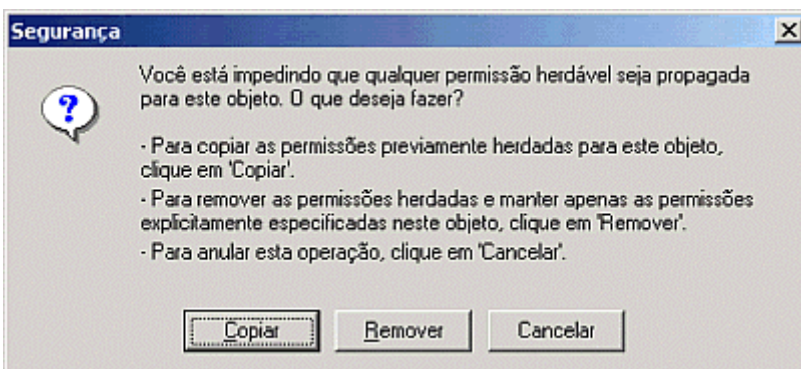 Segurança
Você está impedindo que qualquer permissão herdável seja propagada
para este objeto. O que deseja fazer?
- Para copiar as permissões previamente herdadas para este objeto,
clique em 'Copiar'.
- Para remover as permissões herdadas e manter apenas as permissões
explicitamente especificadas neste objeto, clique em 'Remover'.
- Para anular esta operação, clique em 'Cancelar'.
Copiar Remover Cancelar